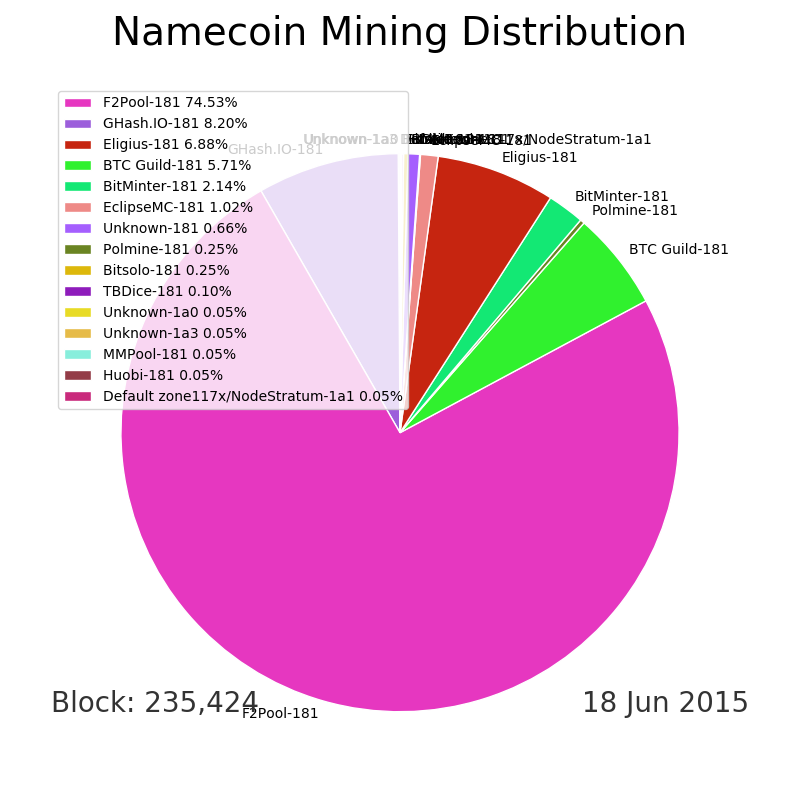 Namecoin Mining Distribution
F2Pool-181 74.53%
GHash.IO-181 8.20%
Eligius-181 6.88%
BTC Guild-181 5.71%
BitMinter-181 2.14%
EclipseMC-181 1.02%
Unknown-181 0.66%
Polmine-181 0.25%
Bitsolo-181 0.25%
TBDice-181 0.10%
Unknown-1a0 0.05%
Unknown-1a3 0.05%
MMPool-181 0.05%
Huobi-181 0.05%
Default zone117x/NodeStratum-1a1 0.05%
GHash.IO-181
Unknown-1a3
Eligius-181
BitMinter-181
Polmine-181
BTC Guild-181
F2Pool-181
Block: 235,424
18 Jun 2015